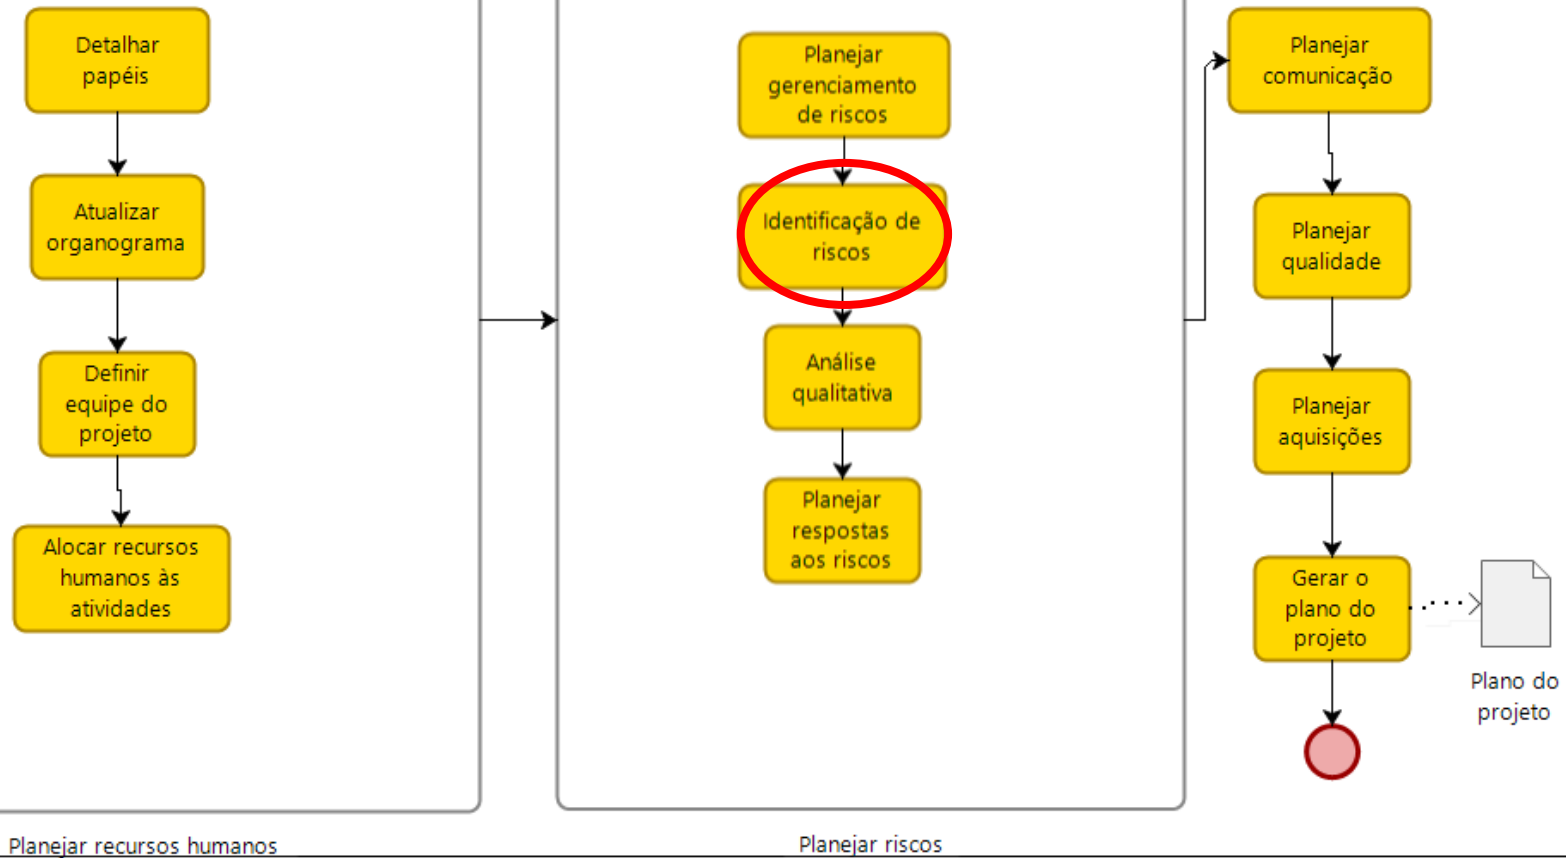 Detalhar
papéis
Atualizar
organograma
Definir
equipe do
projeto
Alocar recursos
humanos às
atividades
Planejar recursos humanos
Planejar
gerenciamento
de riscos
Identificação de
riscos
Análise
qualitativa
Planejar
respostas
aos riscos
Planejar riscos
Planejar
comunicação
Planejar
qualidade
Planejar
aquisições
Gerar o
plano do
projeto
Plano do
projeto